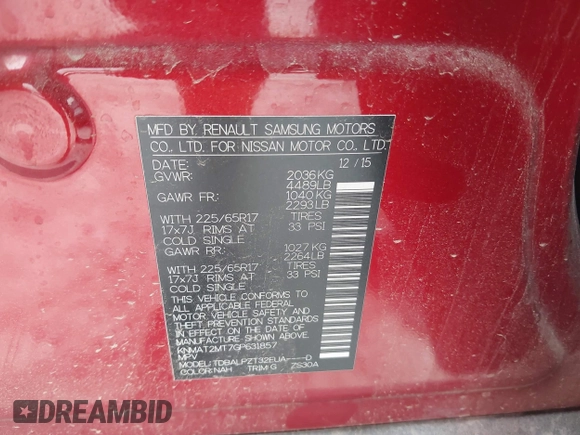 MFD BY RENAULT SAMSUNG MOTORS
CO., LTD. FOR NISSAN MOTOR CO., LTD.
DATE: 12/15
GVWR: 2036KG
4489LB
GAWR FR: 1040KG
2293LB
WITH 225/65R17 TIRES
17x7J RIMS AT 33 PSI
COLD SINGLE
GAWR RR: 1027KG
2264LB
WITH 225/65R17 TIRES
17x7J RIMS AT 33 PSI
COLD SINGLE
THIS VEHICLE CONFORMS TO
ALL APPLICABLE FEDERAL
MOTOR VEHICLE SAFETY AND
THEFT PREVENTION STANDARDS
IN EFFECT ON THE DATE OF
MANUFACTURE SHOWN ABOVE.
KNMAT2MT7GP631857
MPV
MODEL:TDBALPZT32EUA----D
COLOR:NAH TRIM:G ZS30A
DREAMBID